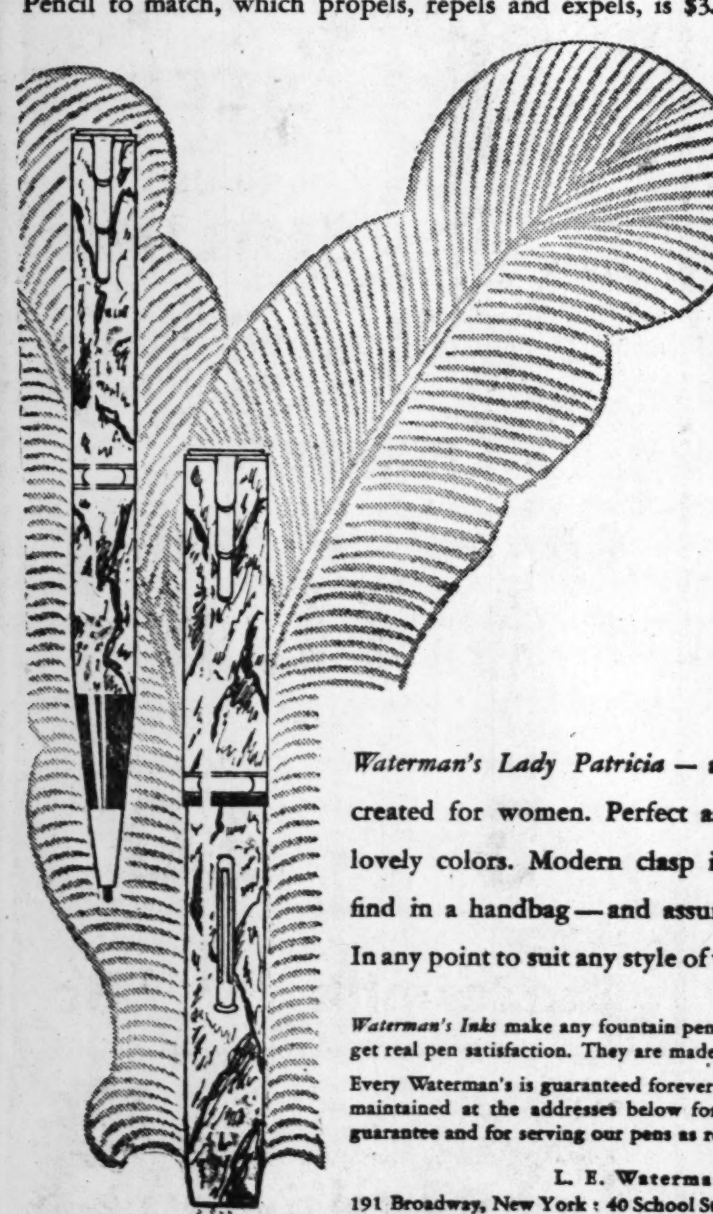 Pencil to match, which propels, repels and expels, is
Waterman's Lady Patricia —
created for women. Perfect
lovely colors. Modern clasp
find in a handbag—and
In any point to suit any style of
Waterman's Inks make any fountain pen
get real pen satisfaction. They are made
Every Waterman's is guaranteed forever
maintained at the addresses below for
guarantee and for serving our pens as
L. E.
191 Broadway, New York : 40 School